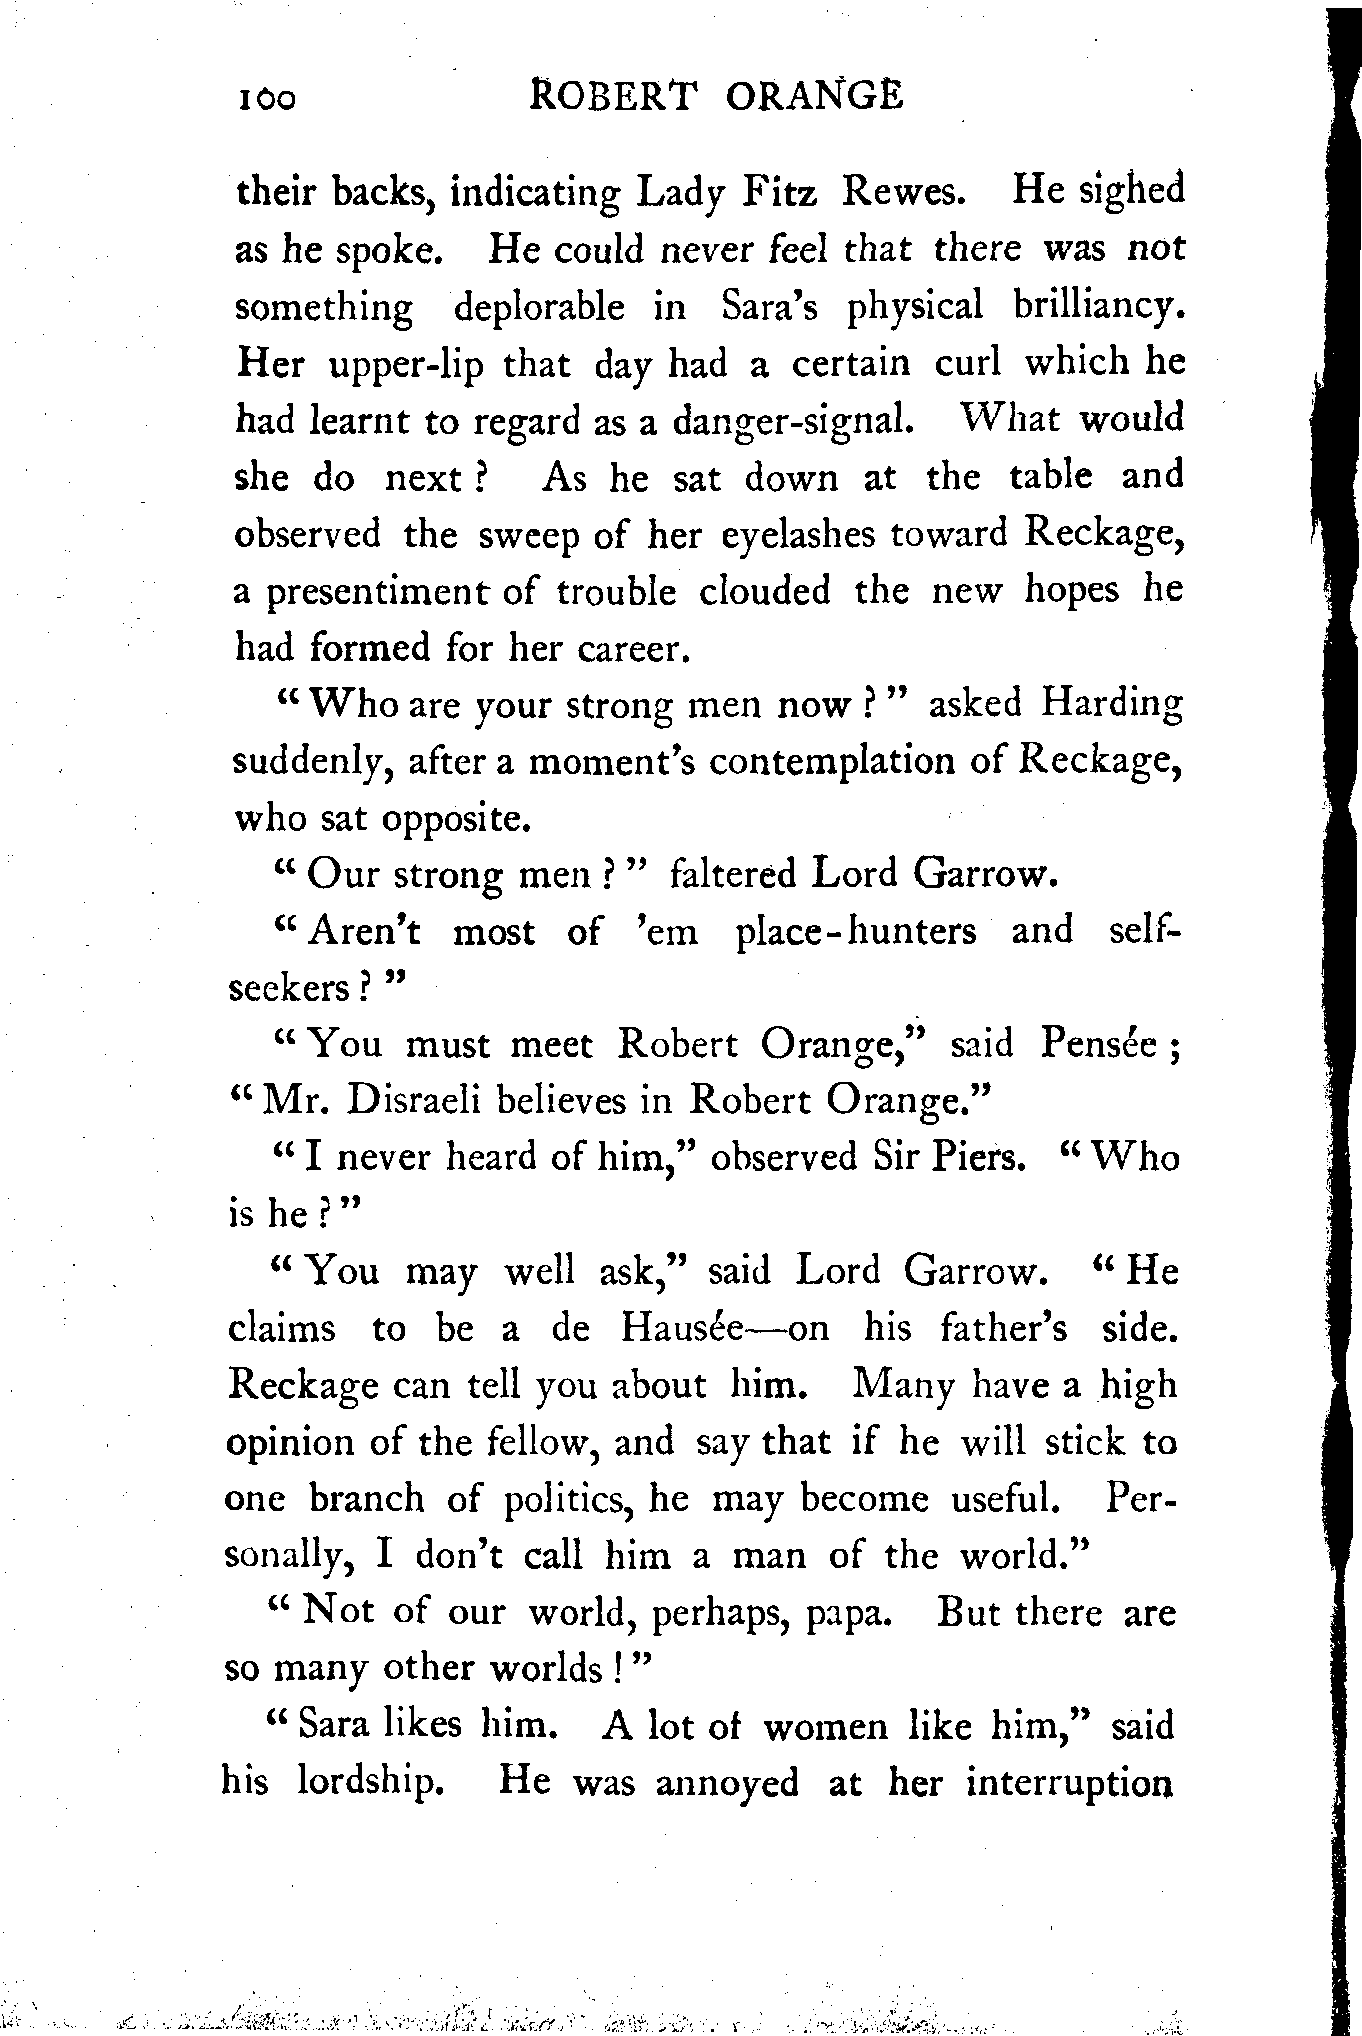 100 ROBERT ORANGE
their backs, indicating Lady Fitz Rewes. He sighed
as he spoke. He could never feel that there was not
something deplorable in Sara's physical brilliancy.
Her upper-lip that day had a certain curl which he
had learnt to regard as a danger-signal. What would
she do next ? As he sat down at the table and
observed the sweep of her eyelashes toward Reckage,
a presentiment of trouble clouded the new hopes he
had formed for her career.
“ Who are your strong men now ? ” asked Harding
suddenly, after a moment's contemplation of Reckage,
who sat opposite.
“ Our strong men ? ” faltered Lord Garrow.
“ Aren't most of 'em place-hunters and self-
seekers ? ”
“ You must meet Robert Orange,” said Pensée ;
“ Mr. Disraeli believes in Robert Orange.”
“ I never heard of him,” observed Sir Piers. “ Who
is he ? ”
“ You may well ask,” said Lord Garrow. “ He
claims to be a de Hausée—on his father's side.
Reckage can tell you about him. Many have a high
opinion of the fellow, and say that if he will stick to
one branch of politics, he may become useful. Per-
sonally, I don't call him a man of the world.”
“ Not of our world, perhaps, papa. But there are
so many other worlds ! ”
“ Sara likes him. A lot of women like him,” said
his lordship. He was annoyed at her interruption